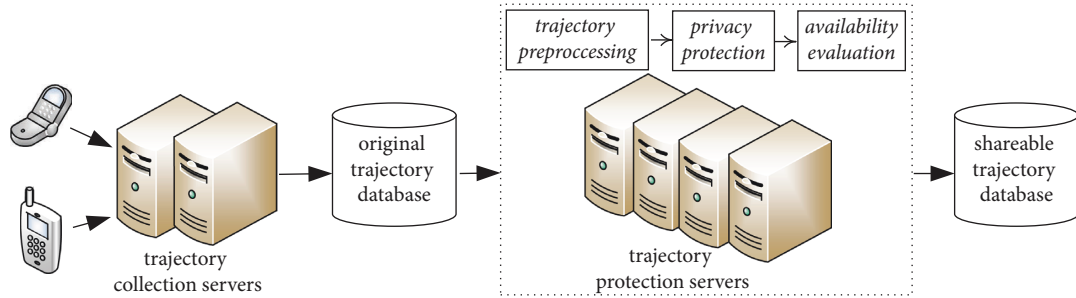 trajectory
preproccessing
privacy
protection
availability
evaluation
original
trajectory
database
shareable
trajectory
database
trajectory
collection servers
trajectory
protection servers